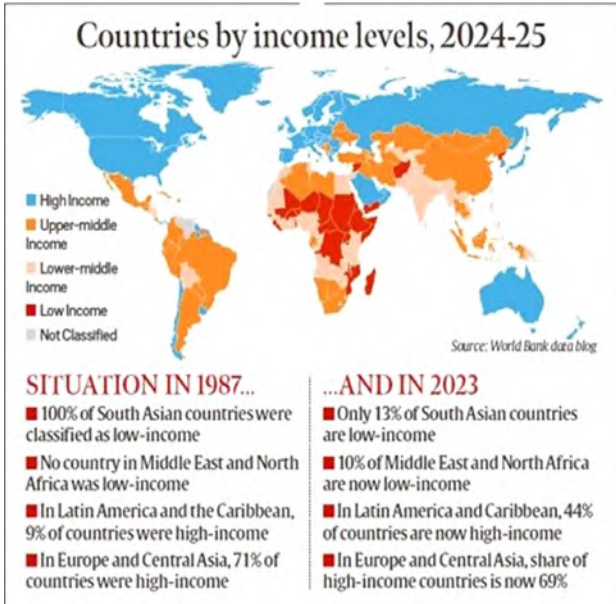 Countries by income levels, 2024-25
High Income
Upper-middle
Income
Lower-middle
Income
Low Income
Not Classified
Source: World Bank data blog
SITUATION IN 1987...
100% of South Asian countries were
classified as low-income
No country in Middle East and North
Africa was low-income
In Latin America and the Caribbean,
9% of countries were high-income
In Europe and Central Asia, 71% of
countries were high-income
...AND IN 2023
Only 13% of South Asian countries
are low-income
10% of Middle East and North Africa
are now low-income
In Latin America and Caribbean, 44%
of countries are now high-income
In Europe and Central Asia, share of
high-income countries is now 69%